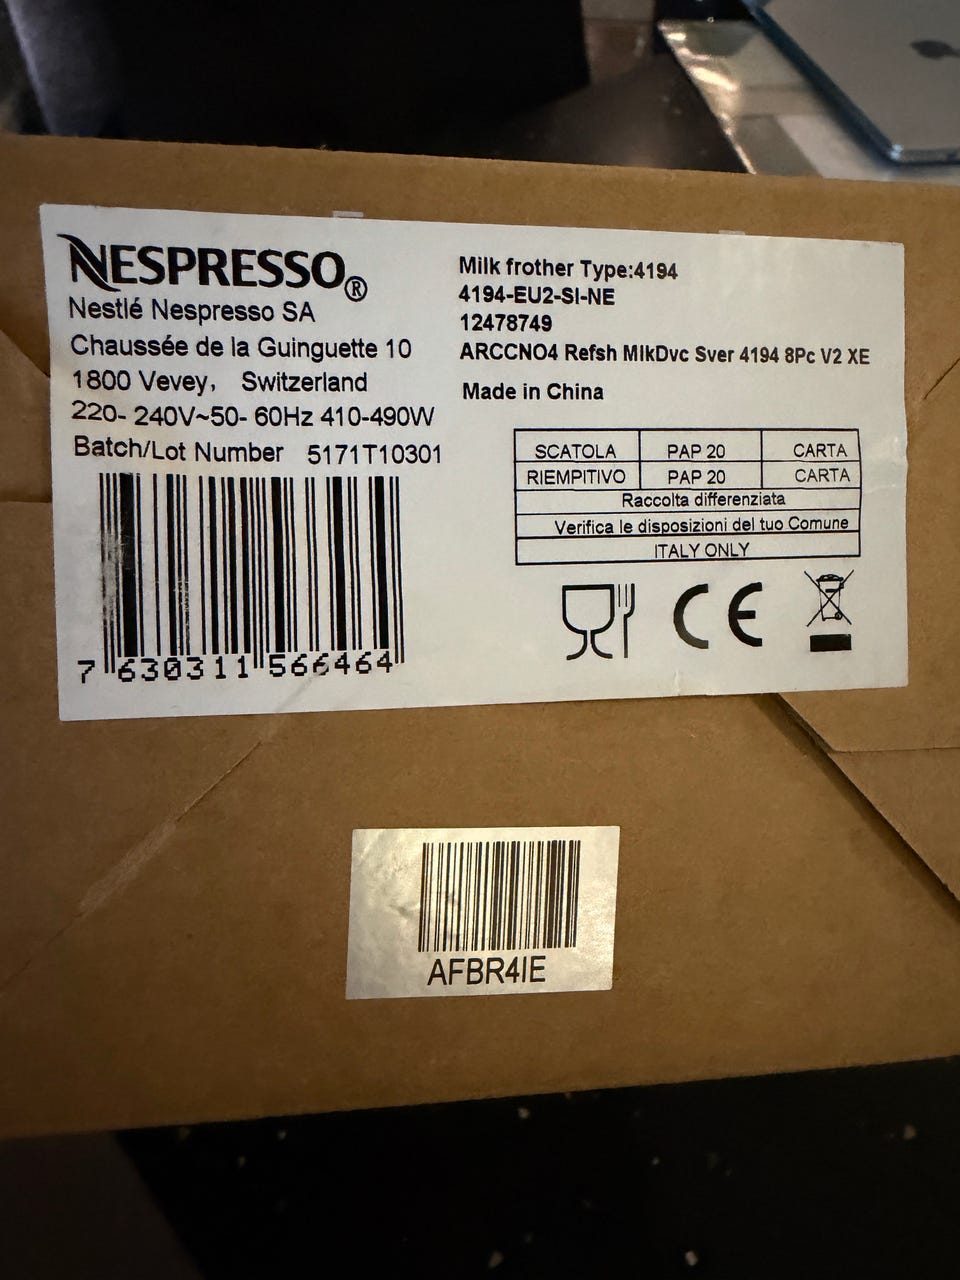 NESPRESSO®
Nestlé Nespresso SA
Chaussée de la Guinguette 10
1800 Vevey, Switzerland
220- 240V~50- 60Hz 410-490W
Batch/Lot Number 5171T10301
7 630311 566464
Milk frother Type:4194
4194-EU2-SI-NE
12478749
ARCCNO4 Refsh MlkDvc Sver 4194 8Pc V2 XE
Made in China
SCATOLA PAP 20 CARTA
RIEMPITIVO PAP 20 CARTA
Raccolta differenziata
Verifica le disposizioni del tuo Comune
ITALY ONLY
CE
AFBR4IE